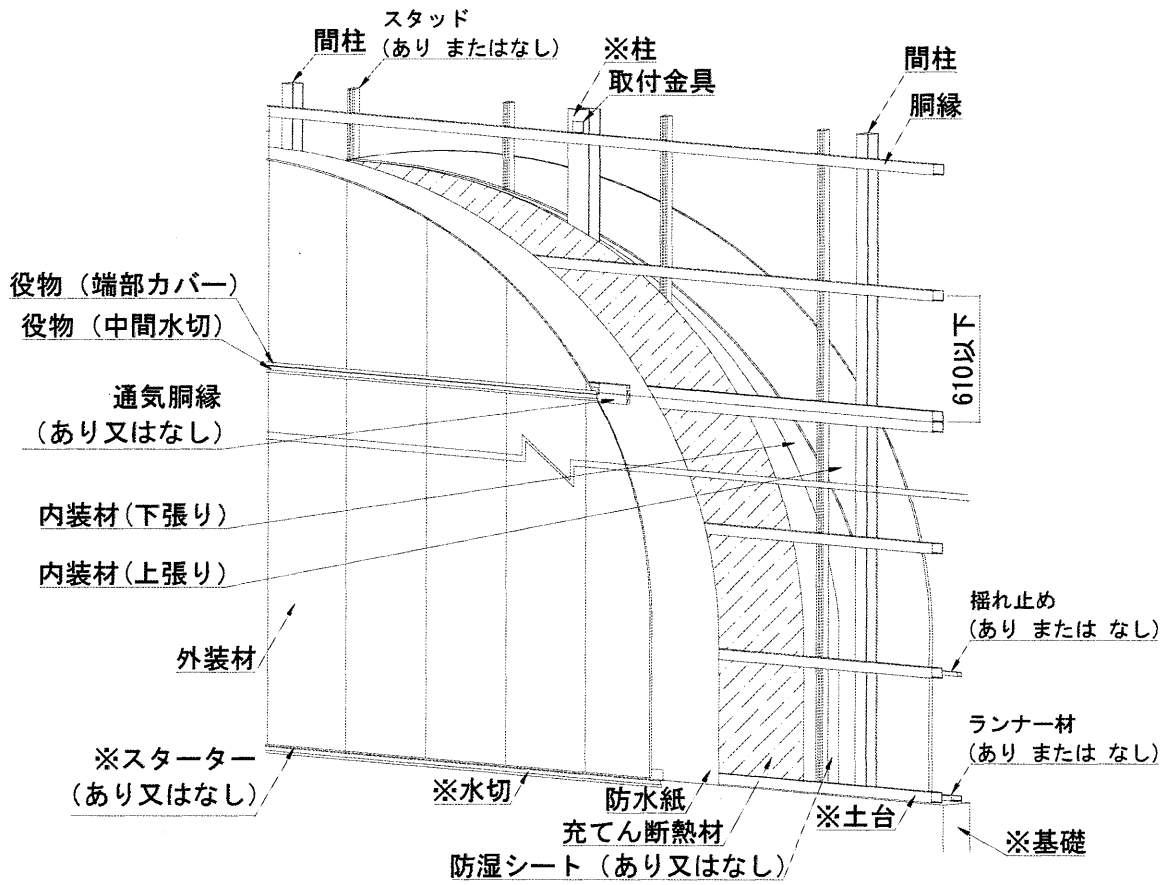 間柱
スタッド
(あり またはなし)
※柱
取付金具
間柱
胴縁
役物 (端部カバー)
役物 (中間水切)
通気胴縁
(あり又はなし)
610以下
内装材(下張り)
内装材(上張り)
外装材
揺れ止め
(あり または なし)
ランナー材
(あり または なし)
※スターター
(あり又はなし)
※水切
防水紙
充てん断熱材
防湿シート (あり又はなし)
※土台
※基礎